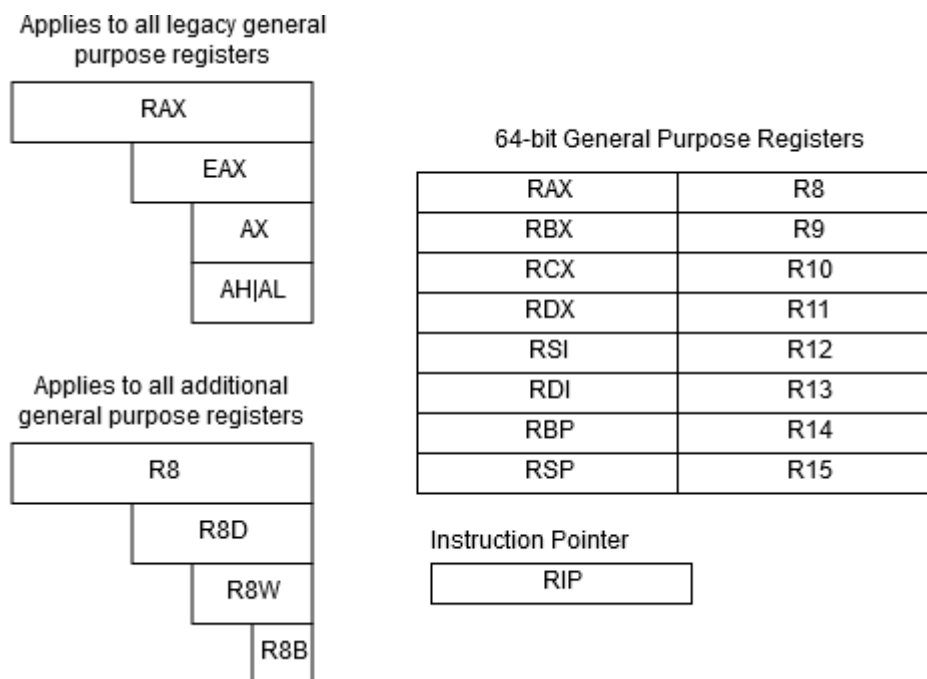 Applies to all legacy general
purpose registers
RAX
EAX
AX
AH|AL
Applies to all additional
general purpose registers
R8
R8D
R8W
R8B
64-bit General Purpose Registers
RAX R8
RBX R9
RCX R10
RDX R11
RSI R12
RDI R13
RBP R14
RSP R15
Instruction Pointer
RIP